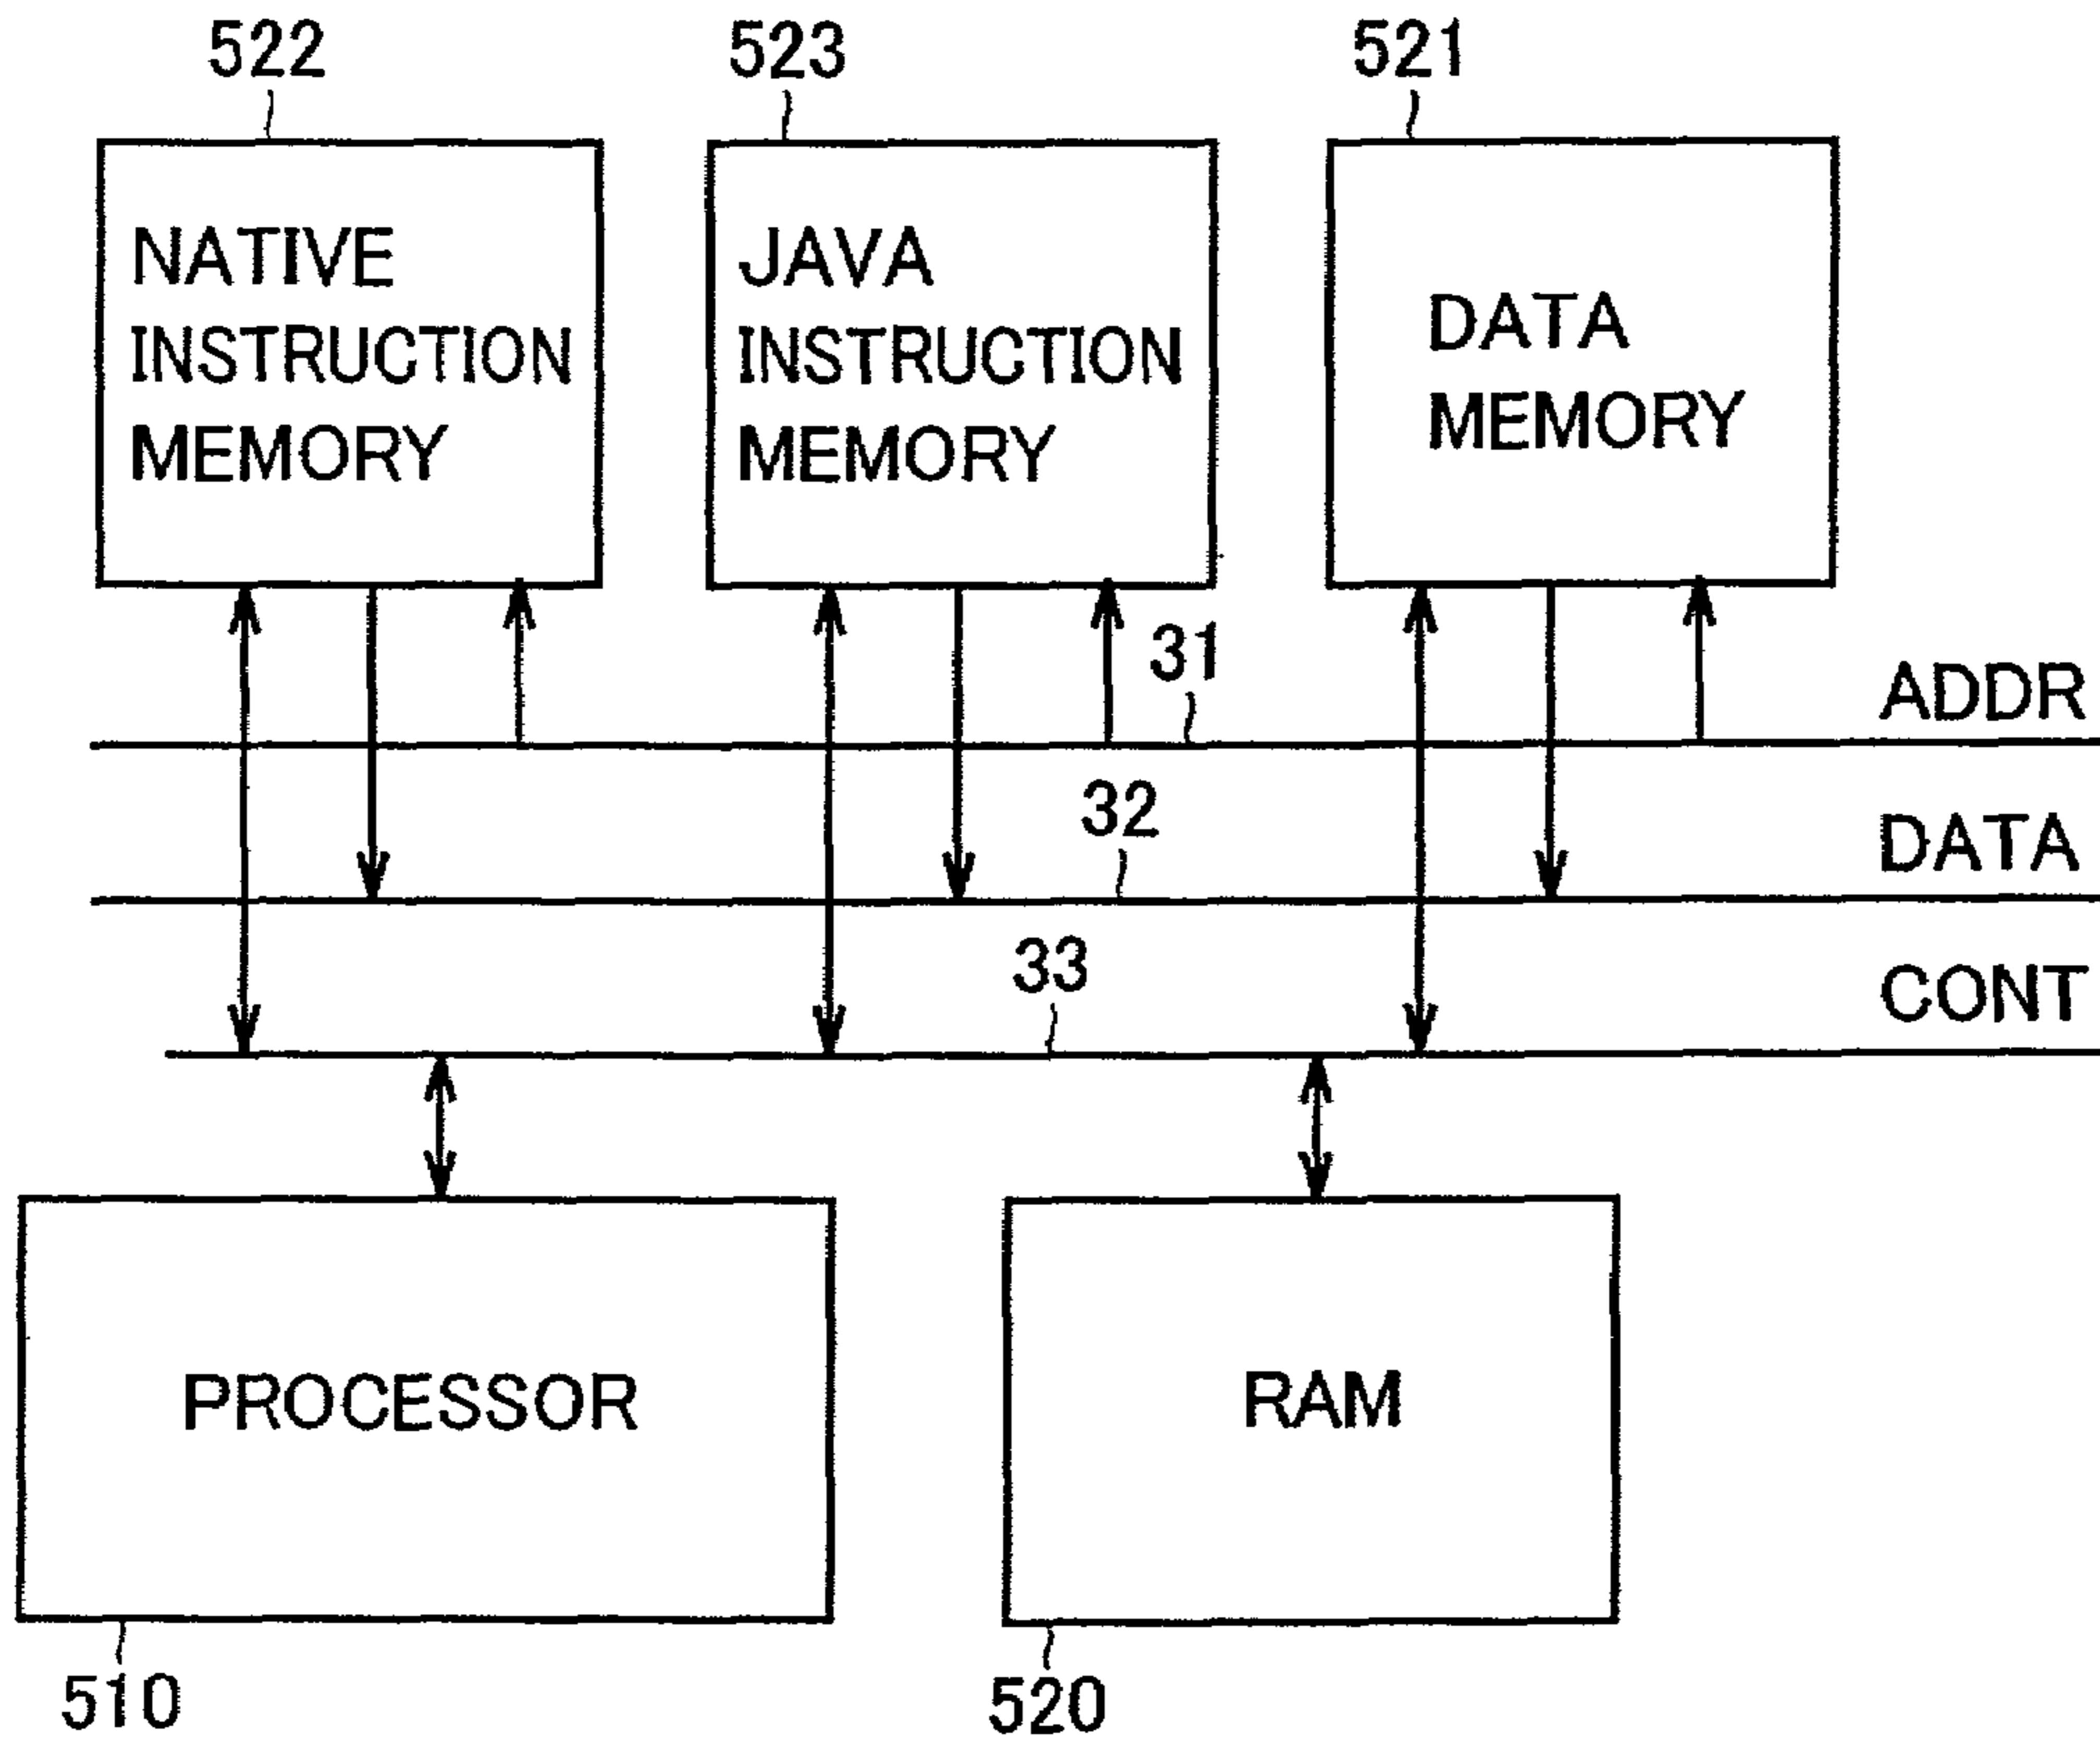 522
523
521
NATIVE
INSTRUCTION
MEMORY
JAVA
INSTRUCTION
MEMORY
DATA
MEMORY
31
ADDR
32
DATA
33
CONT
PROCESSOR
RAM
510
520